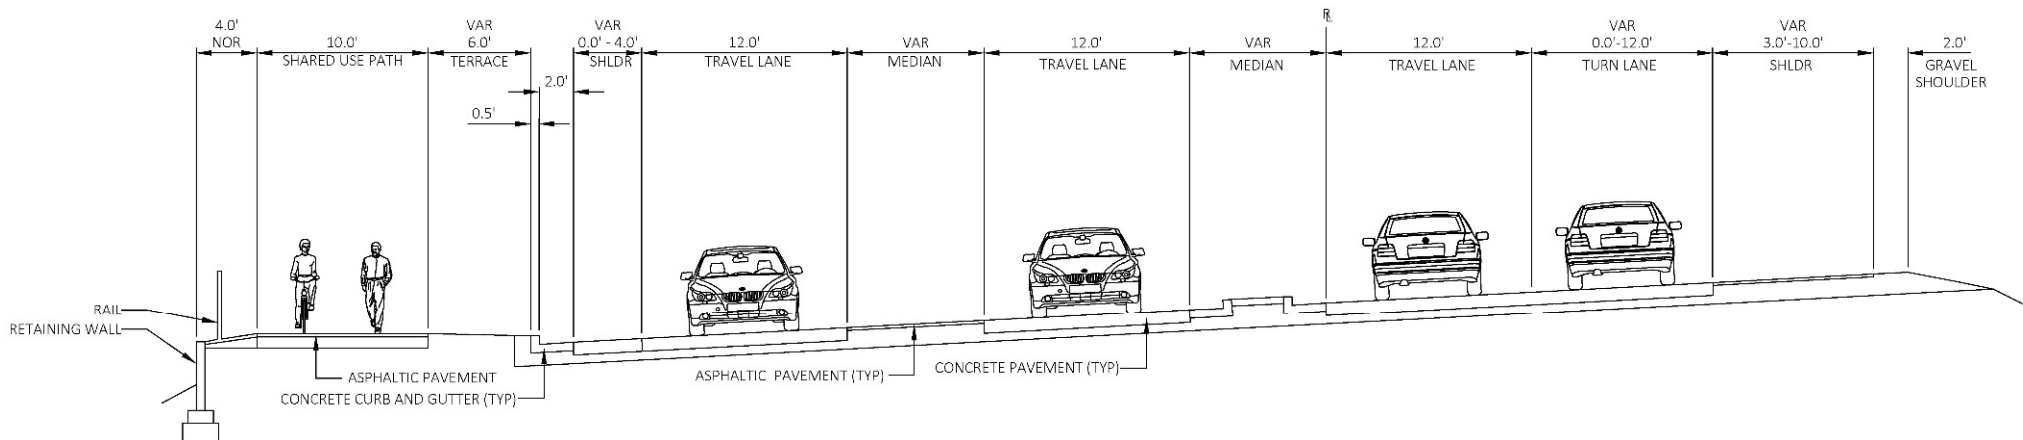 4.0'
NOR
10.0'
SHARED USE PATH
VAR
6.0'
TERRACE
0.5'
2.0'
VAR
0.0' - 4.0'
SHLDR
12.0'
TRAVEL LANE
VAR
MEDIAN
12.0'
TRAVEL LANE
VAR
MEDIAN
RL
12.0'
TRAVEL LANE
VAR
0.0'-12.0'
TURN LANE
VAR
3.0'-10.0'
SHLDR
2.0'
GRAVEL
SHOULDER
RAIL
RETAINING WALL
ASPHALTIC PAVEMENT
CONCRETE CURB AND GUTTER (TYP)
ASPHALTIC PAVEMENT (TYP)
CONCRETE PAVEMENT (TYP)